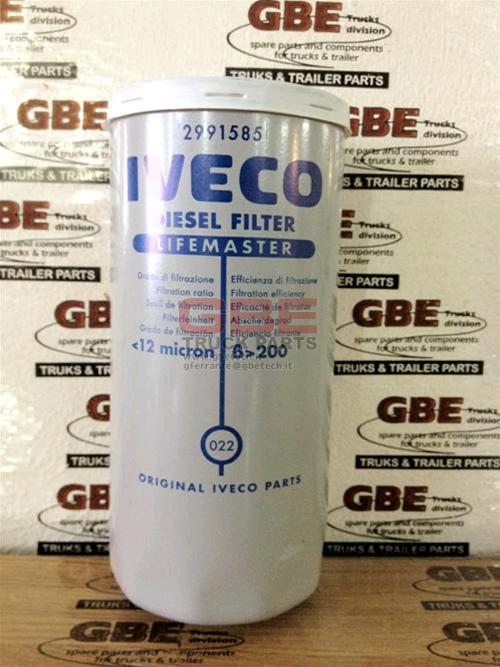 2991585
IVECO
DIESEL FILTER
LIFEMASTER
Grado di filtrazione
Filtration ratio
Seuil de filtration
Filterfeinheit
Grado de filtración
<12 micron
Efficienza di filtrazione
Filtration efficiency
Efficacité de filtration
Abscheidegrad
Eficiencia filtrante
ß>200
022
ORIGINAL IVECO PARTS
GBE
TRUCK PARTS
gferrante@gbetech.it
GBE Trucks
division
spare parts and components
for trucks & trailer
TRUKS & TRAILER PARTS